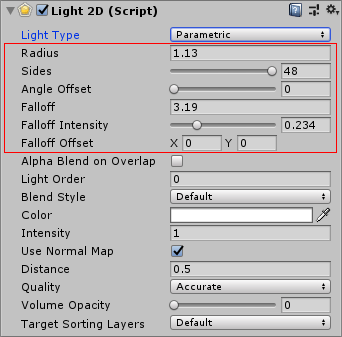 Light 2D (Script)
Light Type Parametric
Radius 1.13
Sides 48
Angle Offset 0
Falloff 3.19
Falloff Intensity 0.234
Falloff Offset X 0 Y 0
Alpha Blend on Overlap
Light Order 0
Blend Style Default
Color
Intensity 1
Use Normal Map
Distance 0.5
Quality Accurate
Volume Opacity 0
Target Sorting Layers Default